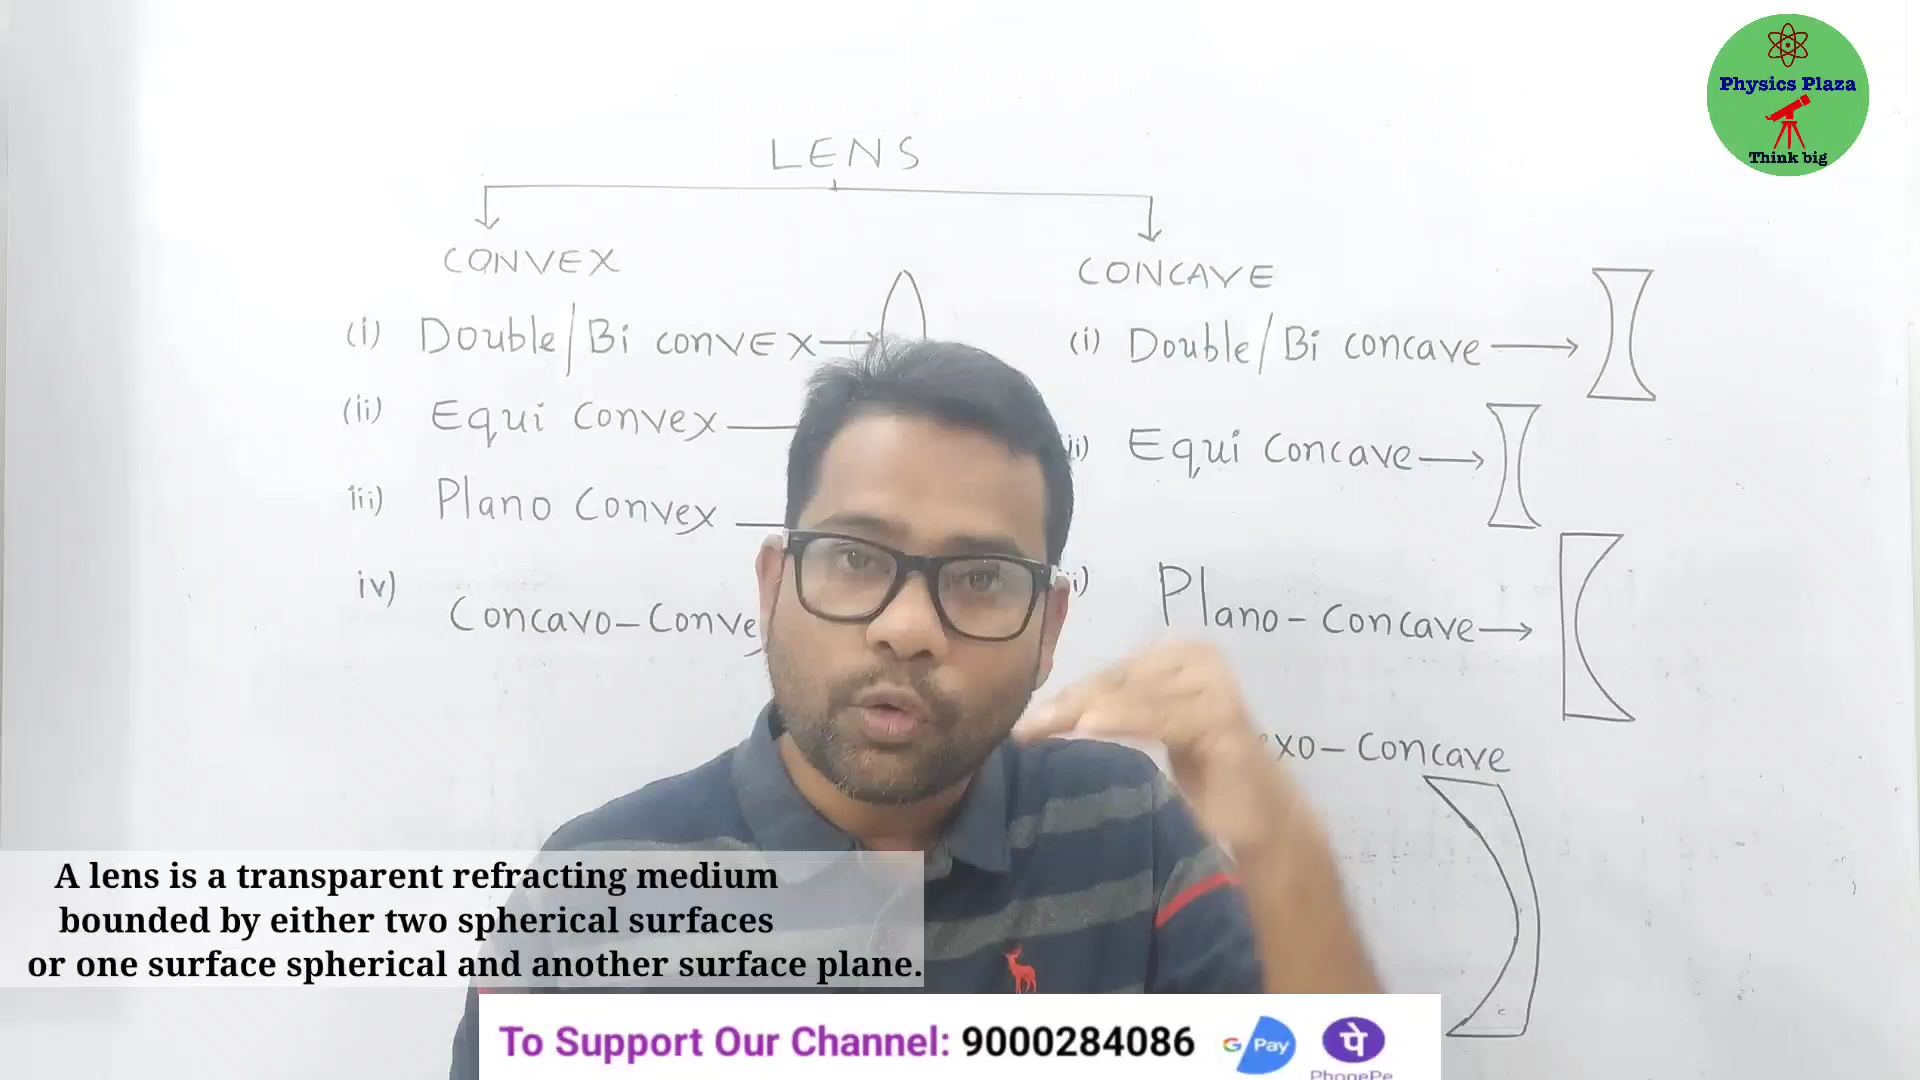 Physics Plaza
Think big
LENS
CONVEX
CONCAVE
(i) Double/Bi convex
(i) Double/Bi concave
(ii) Equi Convex
ii) Equi Concave
iii) Plano Convex
i) Plano-Concave
iv) Concavo-Conve
xo-Concave
A lens is a transparent refracting medium
bounded by either two spherical surfaces
or one surface spherical and another surface plane.
To Support Our Channel: 9000284086 G Pay पे
PhonePe